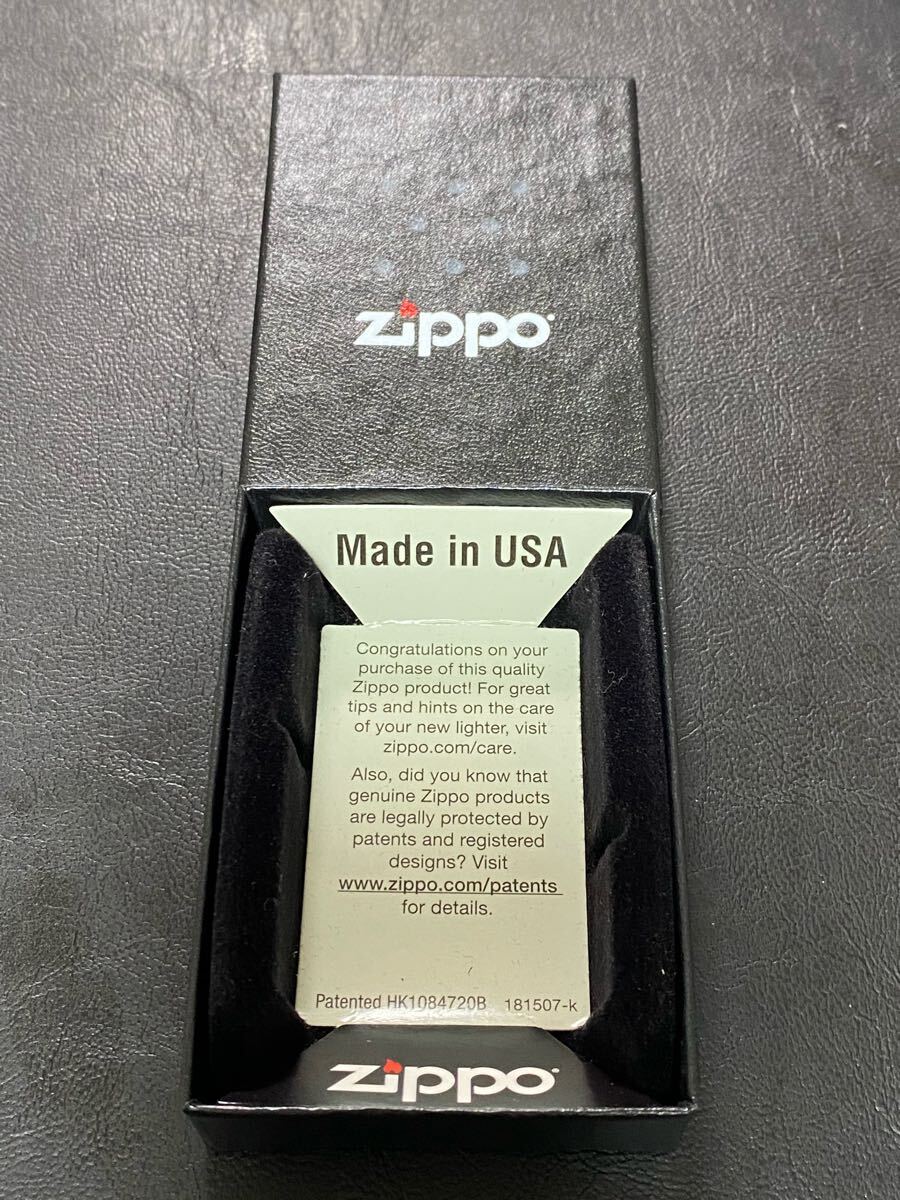 zippo
Made in USA
Congratulations on your
purchase of this quality
Zippo product! For great
tips and hints on the care
of your new lighter, visit
zippo.com/care.
Also, did you know that
genuine Zippo products
are legally protected by
patents and registered
designs? Visit
www.zippo.com/patents
for details.
Patented HK1084720B 181507-k
zippo